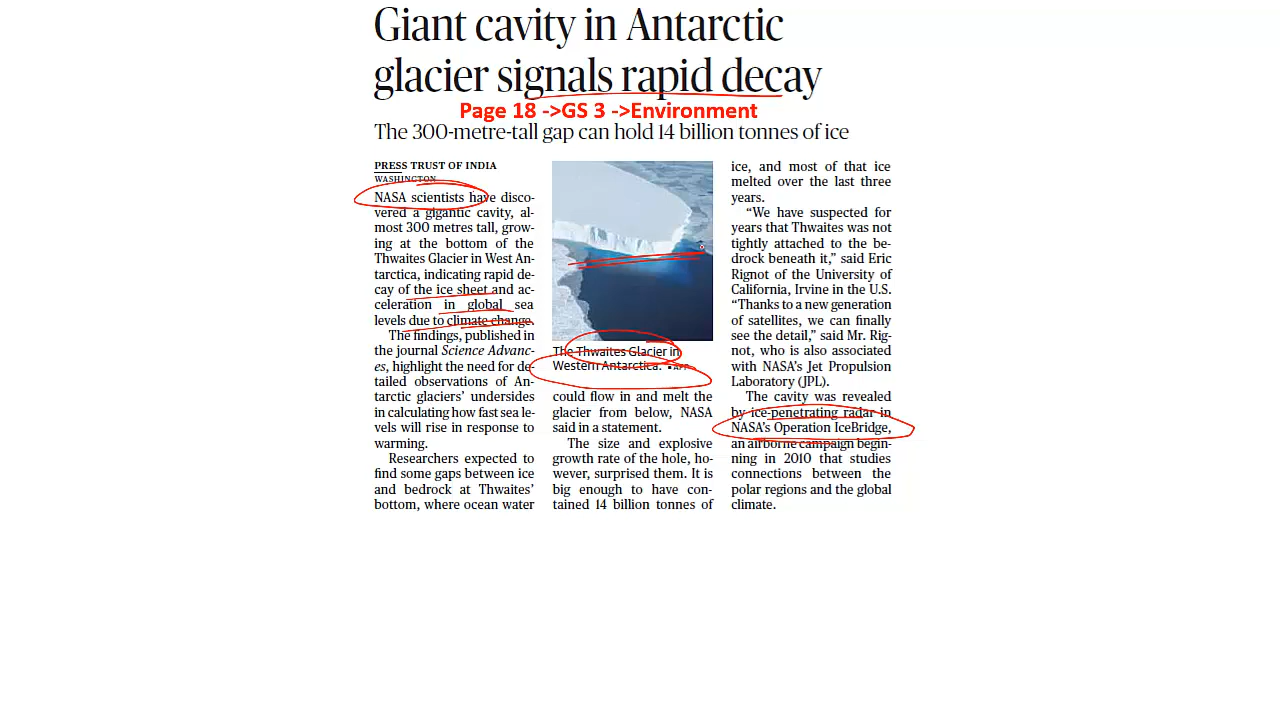 Giant cavity in Antarctic
glacier signals rapid decay
Page 18 ->GS 3 ->Environment
The 300-metre-tall gap can hold 14 billion tonnes of ice
PRESS TRUST OF INDIA
WASHINGTON
NASA scientists have disco-
vered a gigantic cavity, al-
most 300 metres tall, grow-
ing at the bottom of the
Thwaites Glacier in West An-
tarctica, indicating rapid de-
cay of the ice sheet and ac-
celeration in global sea
levels due to climate change.
The findings, published in
the journal Science Advanc-
es, highlight the need for de-
tailed observations of An-
tarctic glaciers' undersides
in calculating how fast sea le-
vels will rise in response to
warming.
Researchers expected to
find some gaps between ice
and bedrock at Thwaites'
bottom, where ocean water
The Thwaites Glacier in
Western Antarctica. ▪ AFP
could flow in and melt the
glacier from below, NASA
said in a statement.
The size and explosive
growth rate of the hole, ho-
wever, surprised them. It is
big enough to have con-
tained 14 billion tonnes of
ice, and most of that ice
melted over the last three
years.
“We have suspected for
years that Thwaites was not
tightly attached to the be-
drock beneath it,” said Eric
Rignot of the University of
California, Irvine in the U.S.
“Thanks to a new generation
of satellites, we can finally
see the detail,” said Mr. Rig-
not, who is also associated
with NASA's Jet Propulsion
Laboratory (JPL).
The cavity was revealed
by ice-penetrating radar in
NASA's Operation IceBridge,
an airborne campaign begin-
ning in 2010 that studies
connections between the
polar regions and the global
climate.